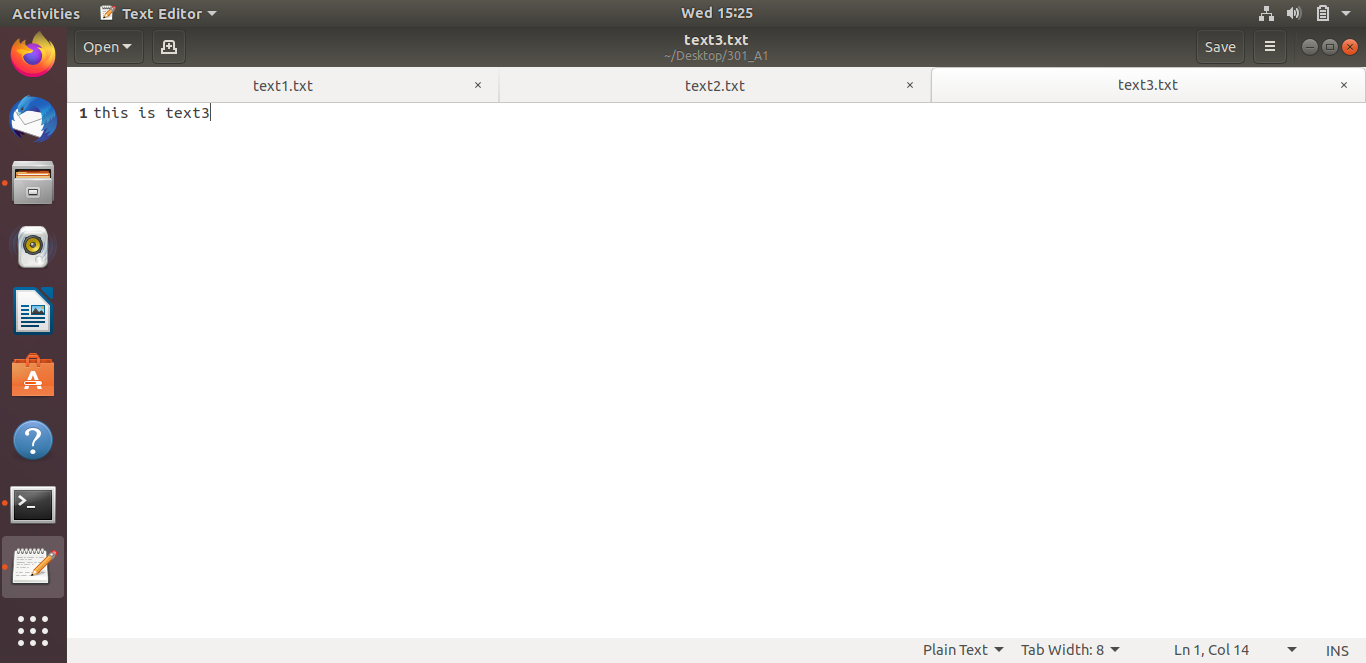 Activities Text Editor Wed 15:25
Open text3.txt Save
~/Desktop/301_A1
text1.txt × text2.txt × text3.txt ×
1 this is text3
Plain Text Tab Width: 8 Ln 1, Col 14 INS